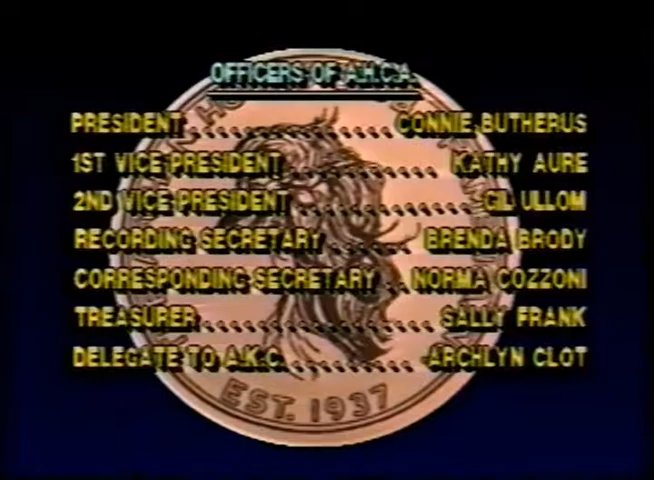 OFFICERS OF A.H.C.A.
PRESIDENT.....................CONNIE BUTHERUS
1ST VICE PRESIDENT................KATHY AURE
2ND VICE PRESIDENT...............GIL ULLOM
RECORDING SECRETARY.......BRENDA BRODY
CORRESPONDING SECRETARY..NORMA COZZONI
TREASURER......................SALLY FRANK
DELEGATE TO A.K.C............ARCHLYN CLOT
EST. 1937